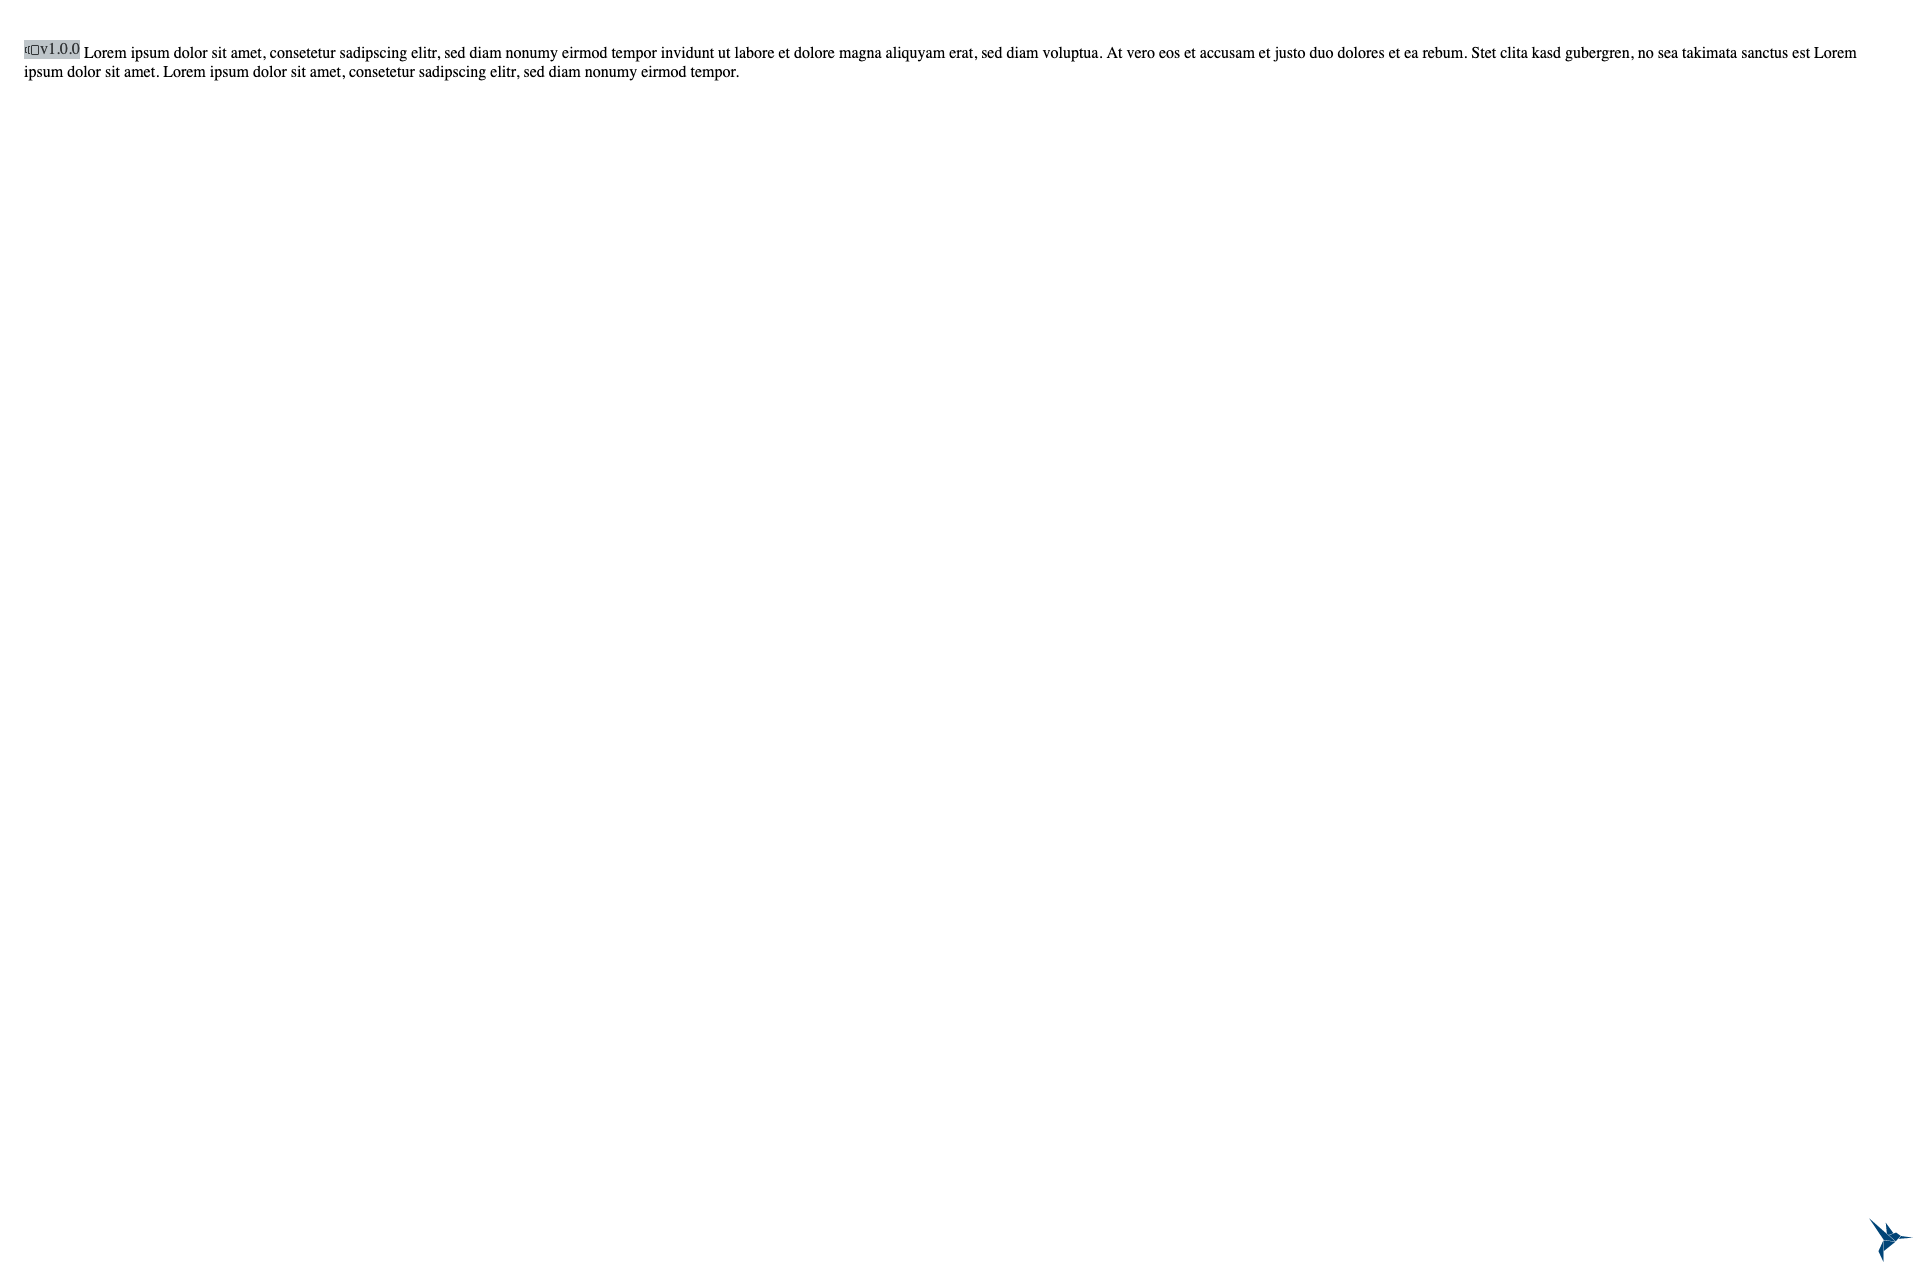 v1.0.0 Lorem ipsum dolor sit amet, consetetur sadipscing elitr, sed diam nonumy eirmod tempor invidunt ut labore et dolore magna aliquyam erat, sed diam voluptua. At vero eos et accusam et justo duo dolores et ea rebum. Stet clita kasd gubergren, no sea takimata sanctus est Lorem
ipsum dolor sit amet. Lorem ipsum dolor sit amet, consetetur sadipscing elitr, sed diam nonumy eirmod tempor.